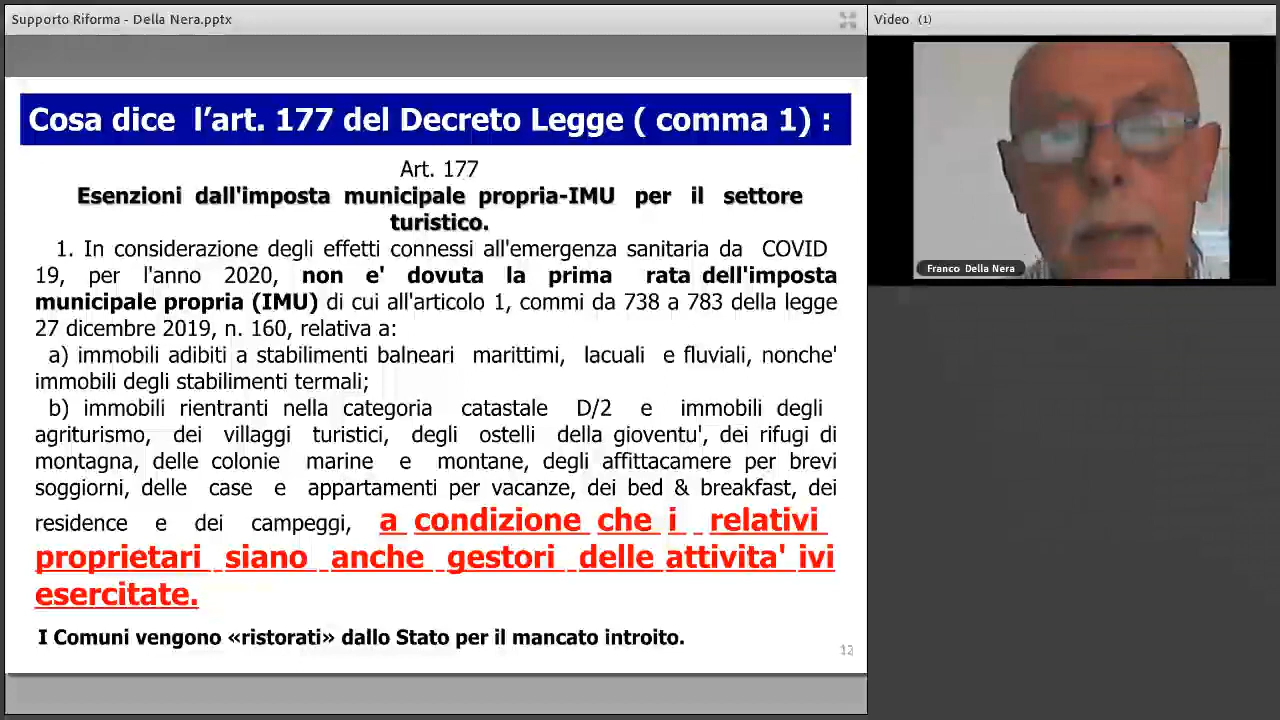 Supporto Riforma - Della Nera.pptx
Video (1)
Cosa dice l’art. 177 del Decreto Legge ( comma 1) :
Art. 177
Esenzioni dall'imposta municipale propria-IMU per il settore
turistico.
1. In considerazione degli effetti connessi all'emergenza sanitaria da COVID
19, per l'anno 2020, non e' dovuta la prima rata dell'imposta
municipale propria (IMU) di cui all'articolo 1, commi da 738 a 783 della legge
27 dicembre 2019, n. 160, relativa a:
a) immobili adibiti a stabilimenti balneari marittimi, lacuali e fluviali, nonche'
immobili degli stabilimenti termali;
b) immobili rientranti nella categoria catastale D/2 e immobili degli
agriturismo, dei villaggi turistici, degli ostelli della gioventu', dei rifugi di
montagna, delle colonie marine e montane, degli affittacamere per brevi
soggiorni, delle case e appartamenti per vacanze, dei bed & breakfast, dei
residence e dei campeggi, a condizione che i relativi
proprietari siano anche gestori delle attivita' ivi
esercitate.
I Comuni vengono «ristorati» dallo Stato per il mancato introito.
12
Franco Della Nera